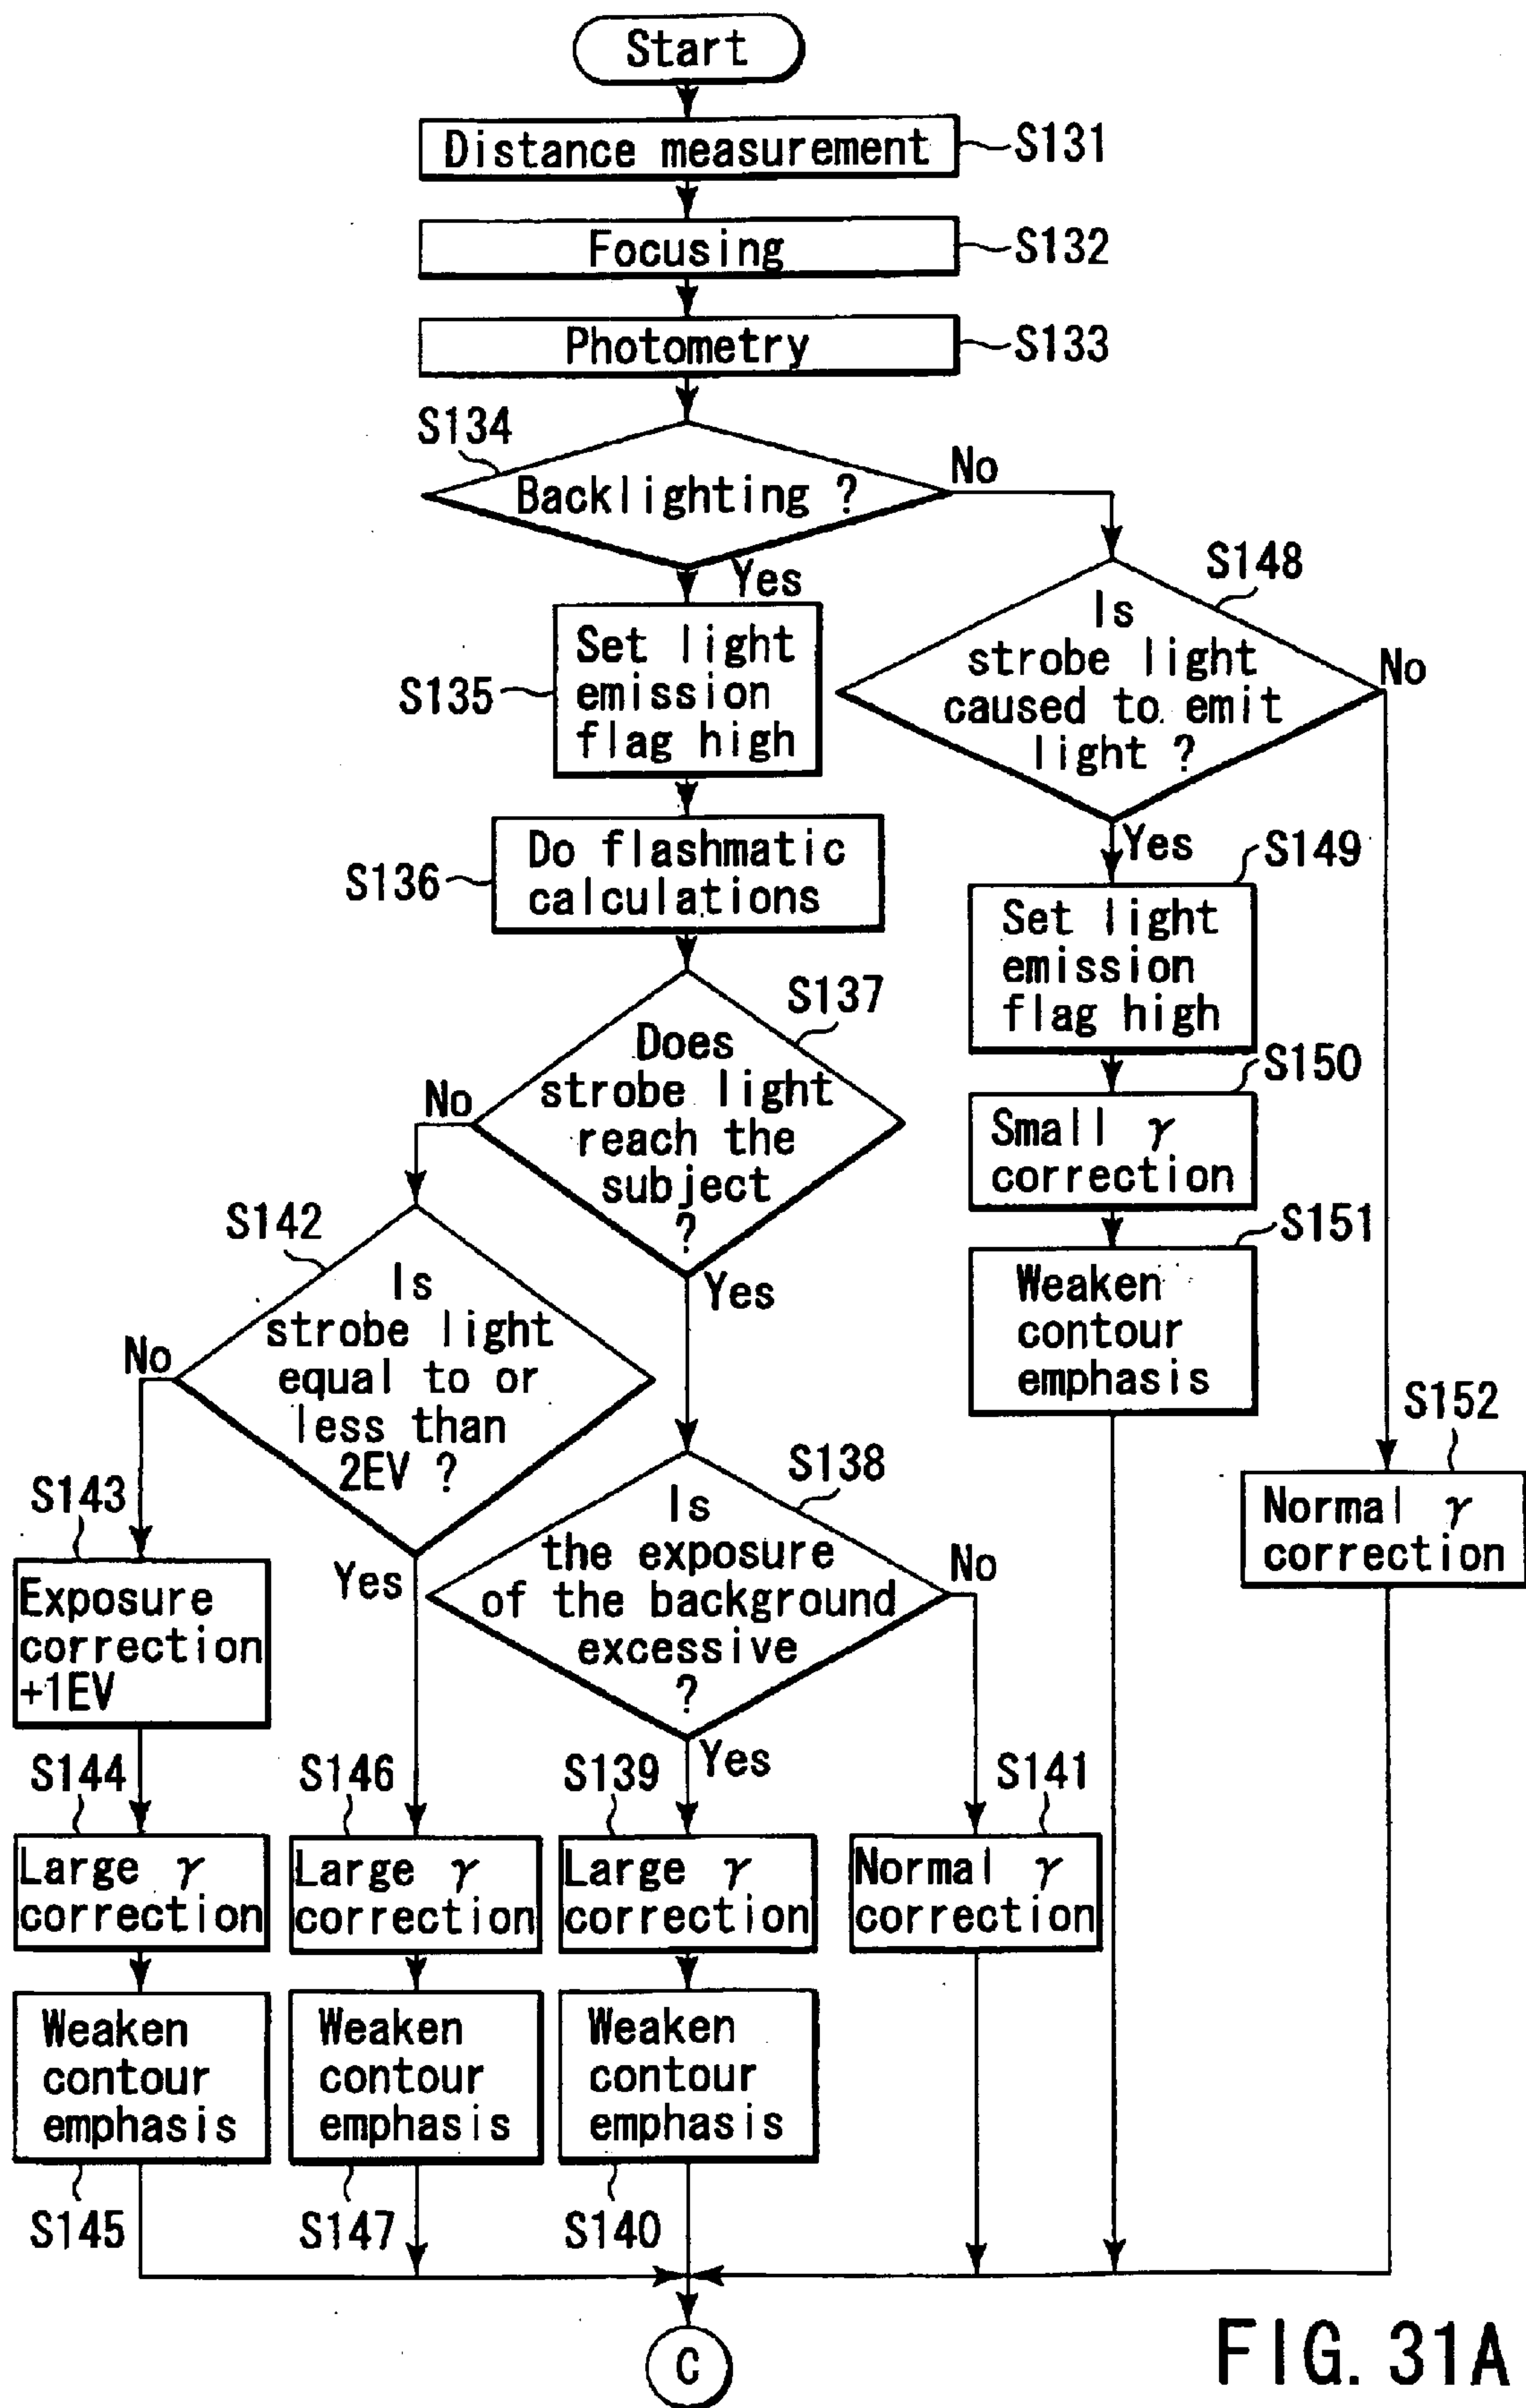 Start
Distance measurement
S131
Focusing
S132
Photometry
S133
S134
Backlighting ?
No
Yes
S148
Is
strobe light
caused to emit
light ?
No
Set light
emission
flag high
S135
Do flashmatic
calculations
S136
Yes
S149
Set light
emission
flag high
S137
Does
strobe light
reach the
subject
?
No
Yes
S150
Small γ
correction
S151
Weaken
contour
emphasis
S142
Is
strobe light
equal to or
less than
2EV ?
No
Yes
S152
Normal γ
correction
S138
Is
the exposure
of the background
excessive
?
No
Yes
S143
Exposure
correction
+1EV
S144
Large γ
correction
S146
Large γ
correction
S139
Large γ
correction
S141
Normal γ
correction
Weaken
contour
emphasis
S145
Weaken
contour
emphasis
S147
Weaken
contour
emphasis
S140
C
FIG. 31A